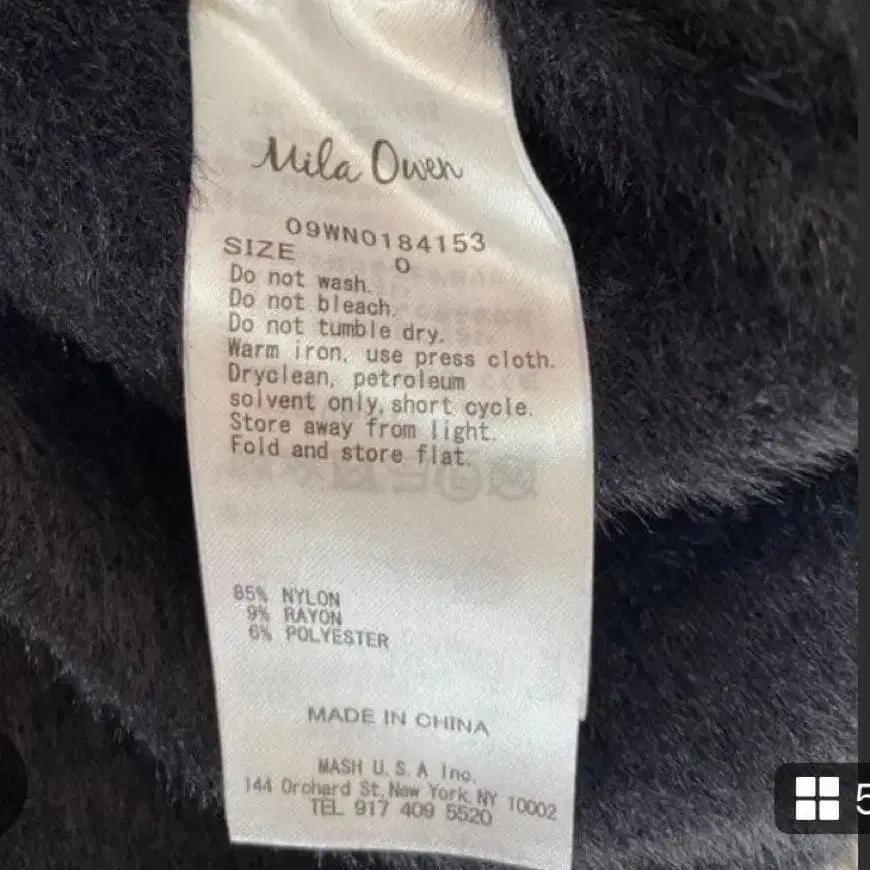 Mila Owen
09WNO184153
SIZE 0
Do not wash.
Do not bleach.
Do not tumble dry.
Warm iron, use press cloth.
Dryclean, petroleum
solvent only, short cycle.
Store away from light.
Fold and store flat.
85% NYLON
9% RAYON
6% POLYESTER
MADE IN CHINA
MASH U.S.A Inc.
144 Orchard St, New York, NY 10002
TEL 917 409 5520
5